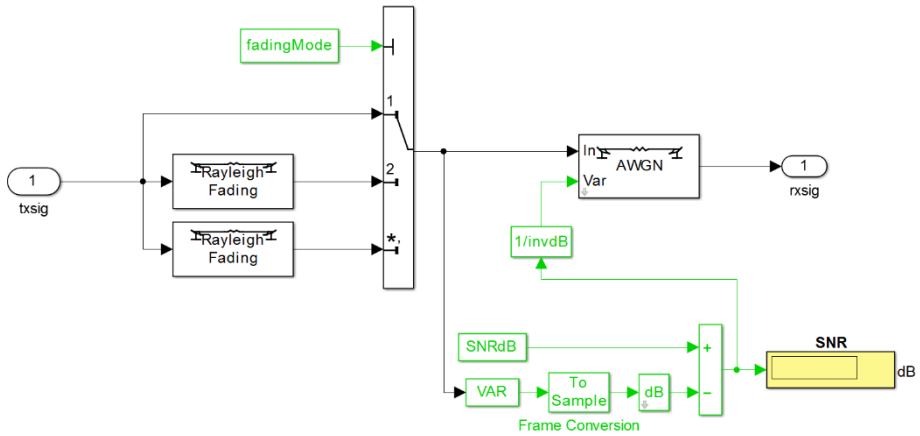 fadingMode
1
Rayleigh
Fading
2
Rayleigh
Fading
*,
1
txsig
In
AWGN
Var
1
rxsig
1/invdB
SNRdB
+
−
SNR
dB
VAR
To
Sample
dB
Frame Conversion